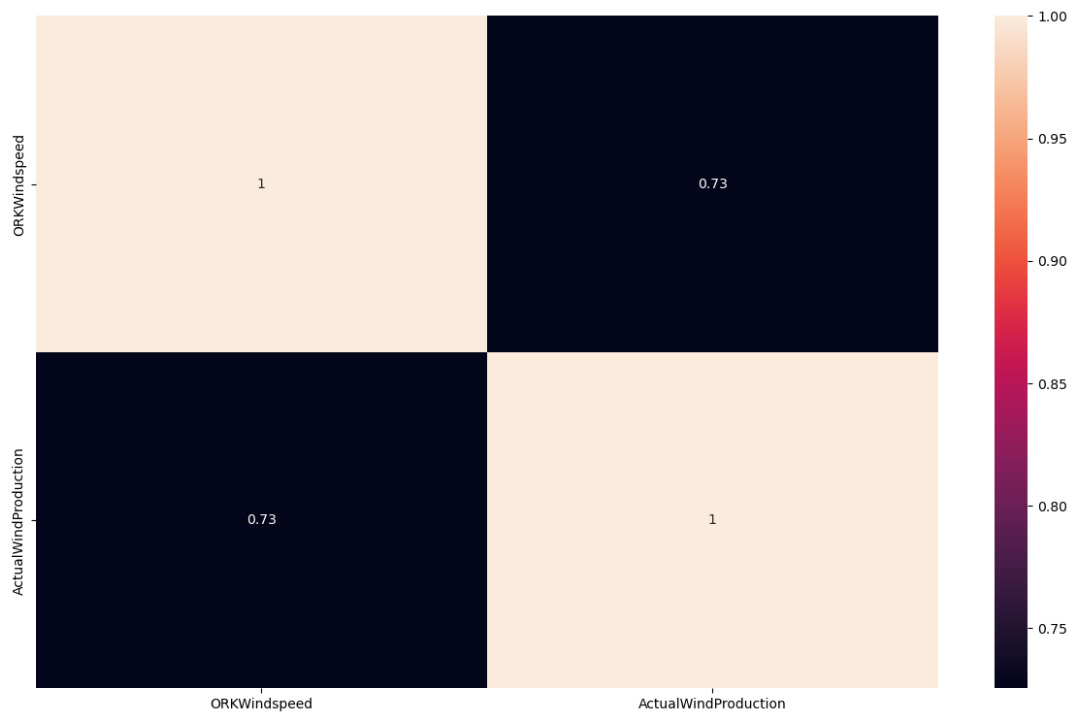 1.00
0.95
0.90
0.85
0.80
0.75
ORKWindspeed
ActualWindProduction
1
0.73
0.73
1
ORKWindspeed
ActualWindProduction